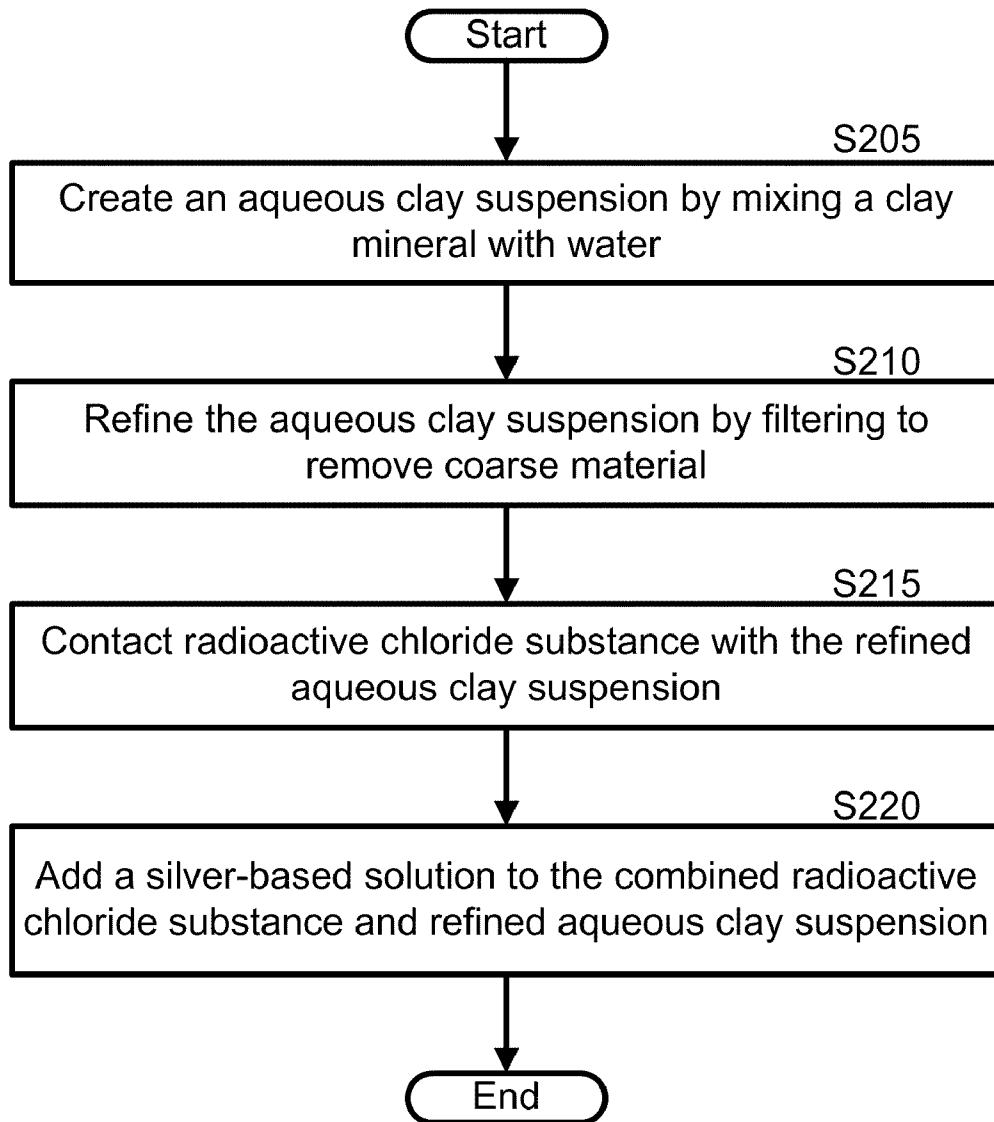 Start
S205
Create an aqueous clay suspension by mixing a clay
mineral with water
S210
Refine the aqueous clay suspension by filtering to
remove coarse material
S215
Contact radioactive chloride substance with the refined
aqueous clay suspension
S220
Add a silver-based solution to the combined radioactive
chloride substance and refined aqueous clay suspension
End